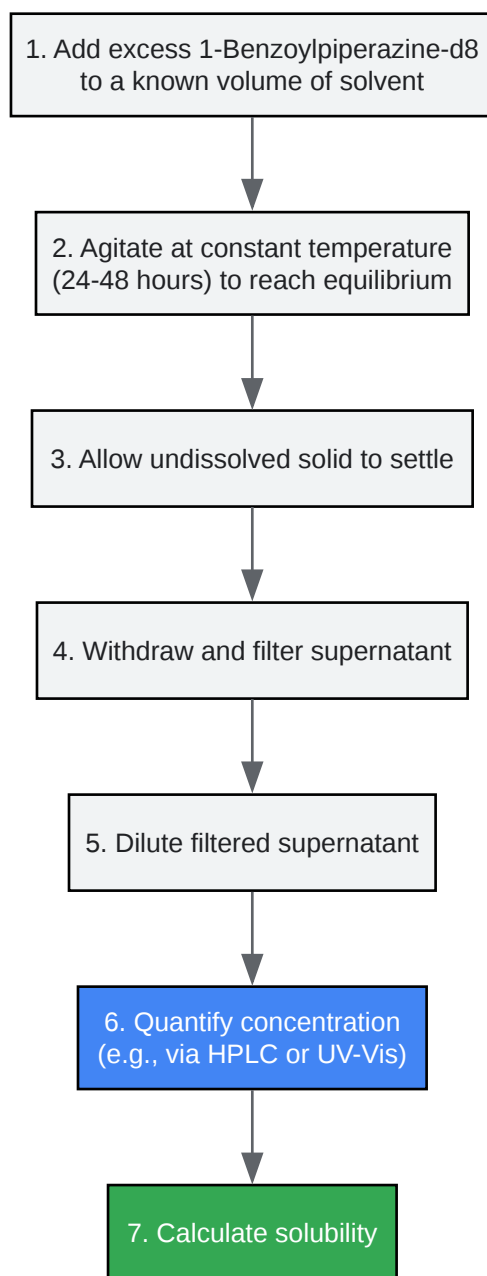 1. Add excess 1-Benzoylpiperazine-d8
to a known volume of solvent
2. Agitate at constant temperature
(24-48 hours) to reach equilibrium
3. Allow undissolved solid to settle
4. Withdraw and filter supernatant
5. Dilute filtered supernatant
6. Quantify concentration
(e.g., via HPLC or UV-Vis)
7. Calculate solubility